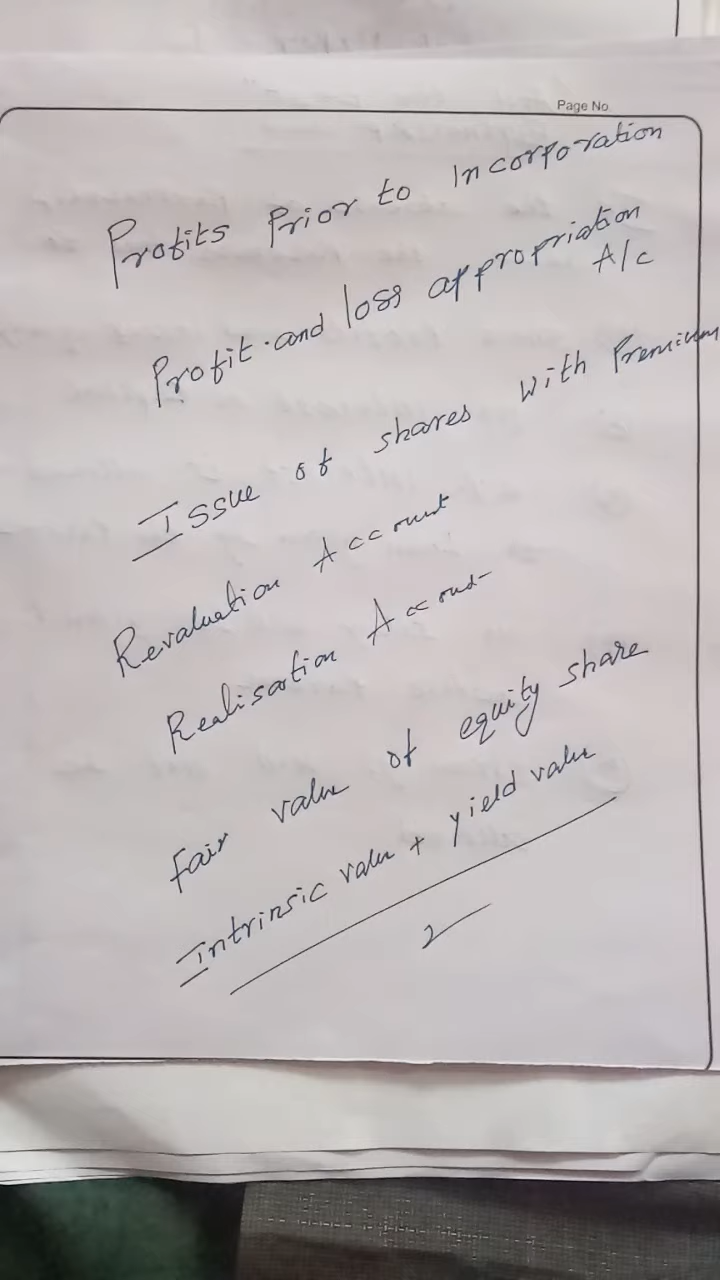 Page No.
Profits Prior to Incorporation
Profit and loss appropriation
A/c
Issue of shares with Premium
Revaluation Account
Realisation Account
Fair value of equity share
Intrinsic value + yield value
2